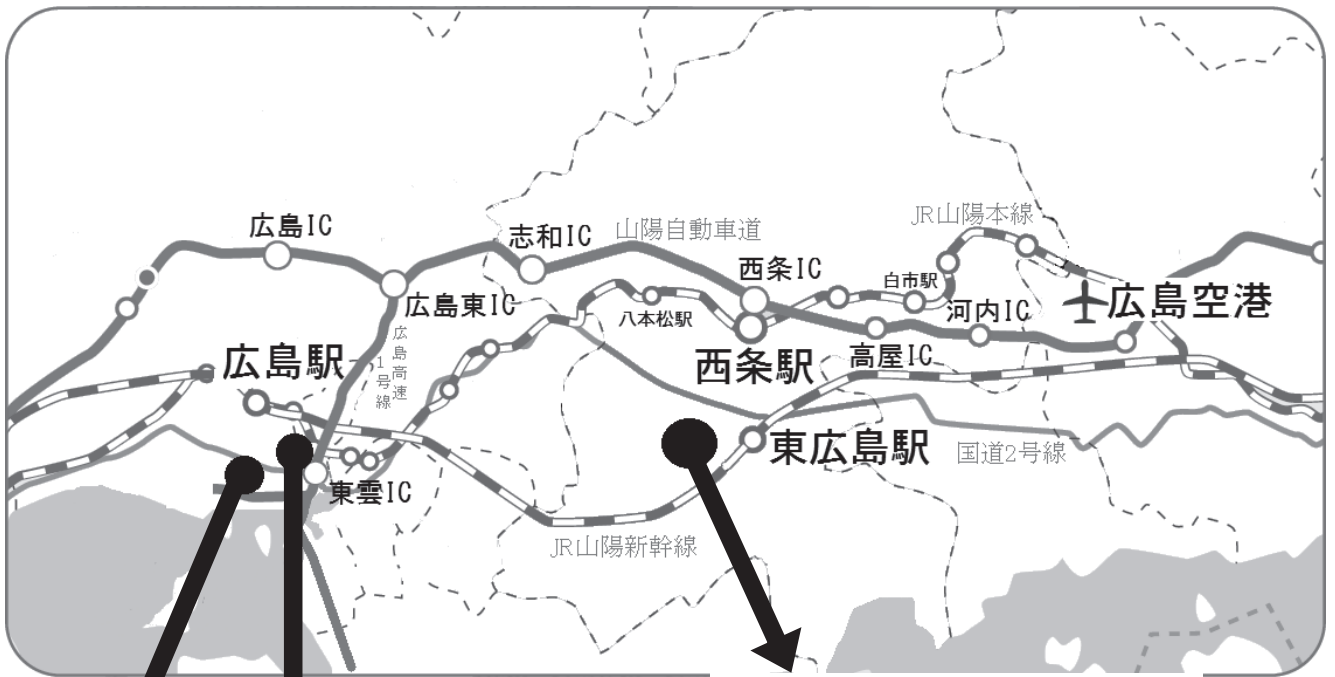 広島IC
志和IC
山陽自動車道
JR山陽本線
西条IC
白市駅
広島東IC
八本松駅
河内IC
広島空港
広島駅
広島高速
1号線
西条駅
高屋IC
東広島駅
国道2号線
東雲IC
JR山陽新幹線